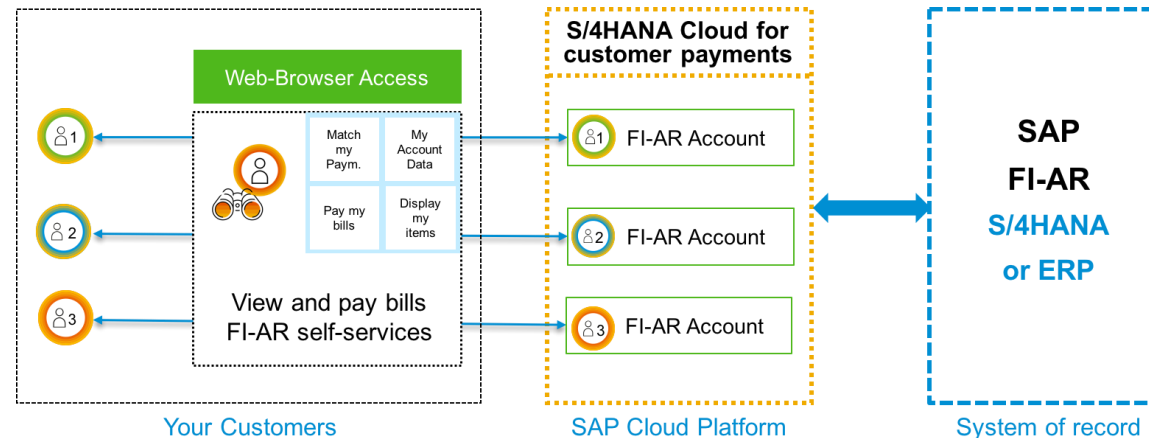 S/4HANA Cloud for
customer payments
Web-Browser Access
1
2
3
Match
my
Paym.
My
Account
Data
Pay my
bills
Display
my
items
View and pay bills
FI-AR self-services
1 FI-AR Account
2 FI-AR Account
3 FI-AR Account
SAP
FI-AR
S/4HANA
or ERP
Your Customers
SAP Cloud Platform
System of record